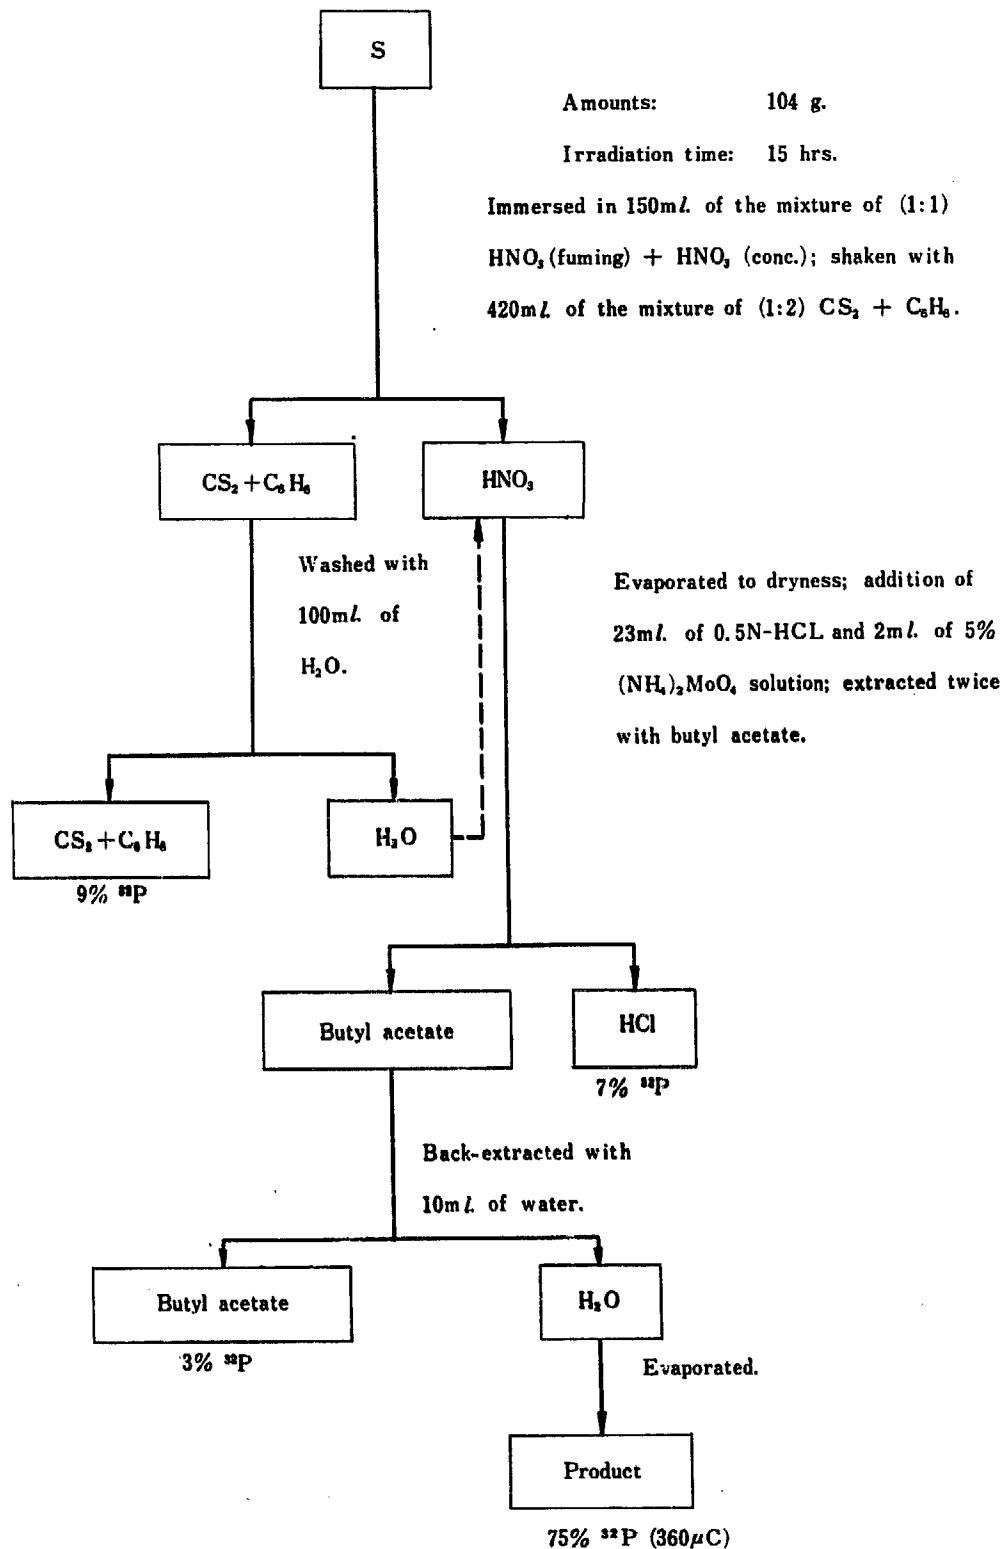 S
Amounts: 104 g.
Irradiation time: 15 hrs.
Immersed in 150ml. of the mixture of (1:1)
HNO₃(fuming) + HNO₃ (conc.); shaken with
420ml. of the mixture of (1:2) CS₂ + C₆H₆.
CS₂+C₆H₆
HNO₃
Washed with
100ml. of
H₂O.
Evaporated to dryness; addition of
23ml. of 0.5N-HCL and 2ml. of 5%
(NH₄)₂MoO₄ solution; extracted twice
with butyl acetate.
CS₂+C₆H₆
H₂O
9% ³²P
Butyl acetate
HCl
7% ³²P
Back-extracted with
10ml. of water.
Butyl acetate
H₂O
3% ³²P
Evaporated.
Product
75% ³²P (360μC)